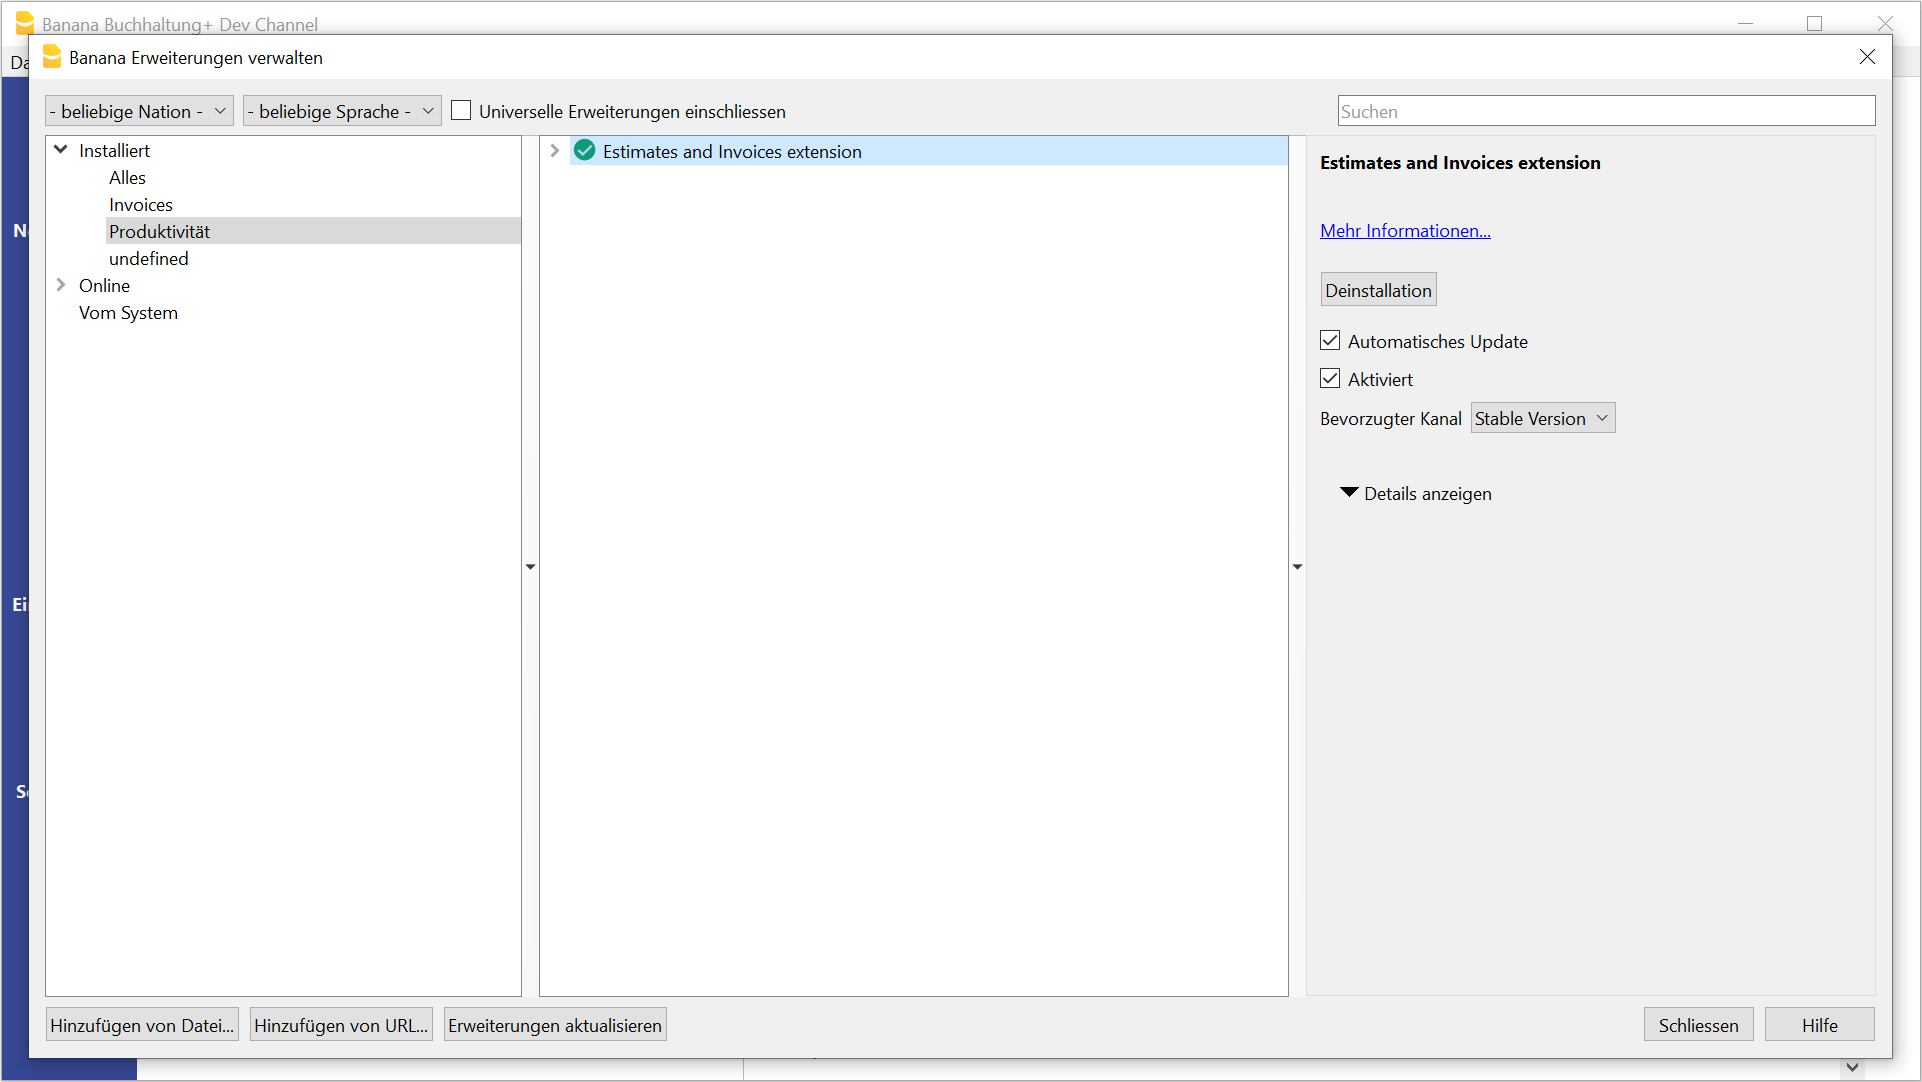 Banana Buchhaltung+ Dev Channel
Banana Erweiterungen verwalten
- beliebige Nation -
- beliebige Sprache -
Universelle Erweiterungen einschliessen
Suchen
Installiert
Alles
Invoices
Produktivität
undefined
Online
Vom System
Estimates and Invoices extension
Estimates and Invoices extension
Mehr Informationen...
Deinstallation
Automatisches Update
Aktiviert
Bevorzugter Kanal
Stable Version
Details anzeigen
Hinzufügen von Datei...
Hinzufügen von URL...
Erweiterungen aktualisieren
Schliessen
Hilfe